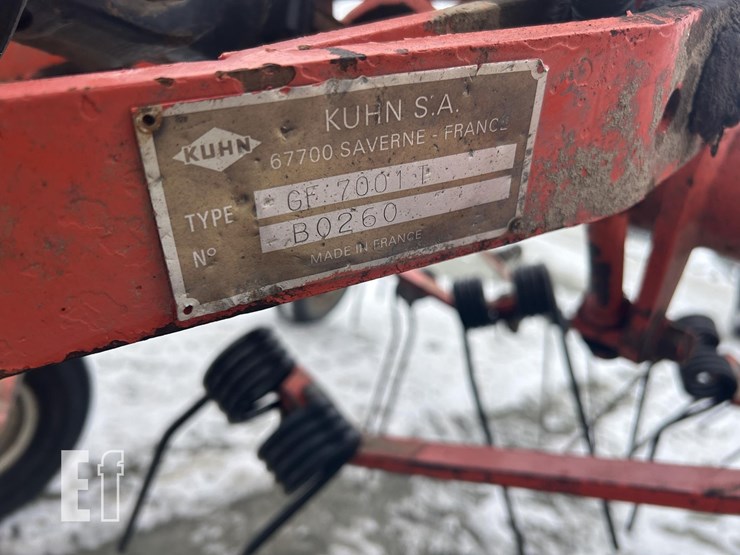 KUHN S.A.
KUHN
67700 SAVERNE - FRANCE
TYPE GF 7001 T
N° B0260
MADE IN FRANCE
Ef